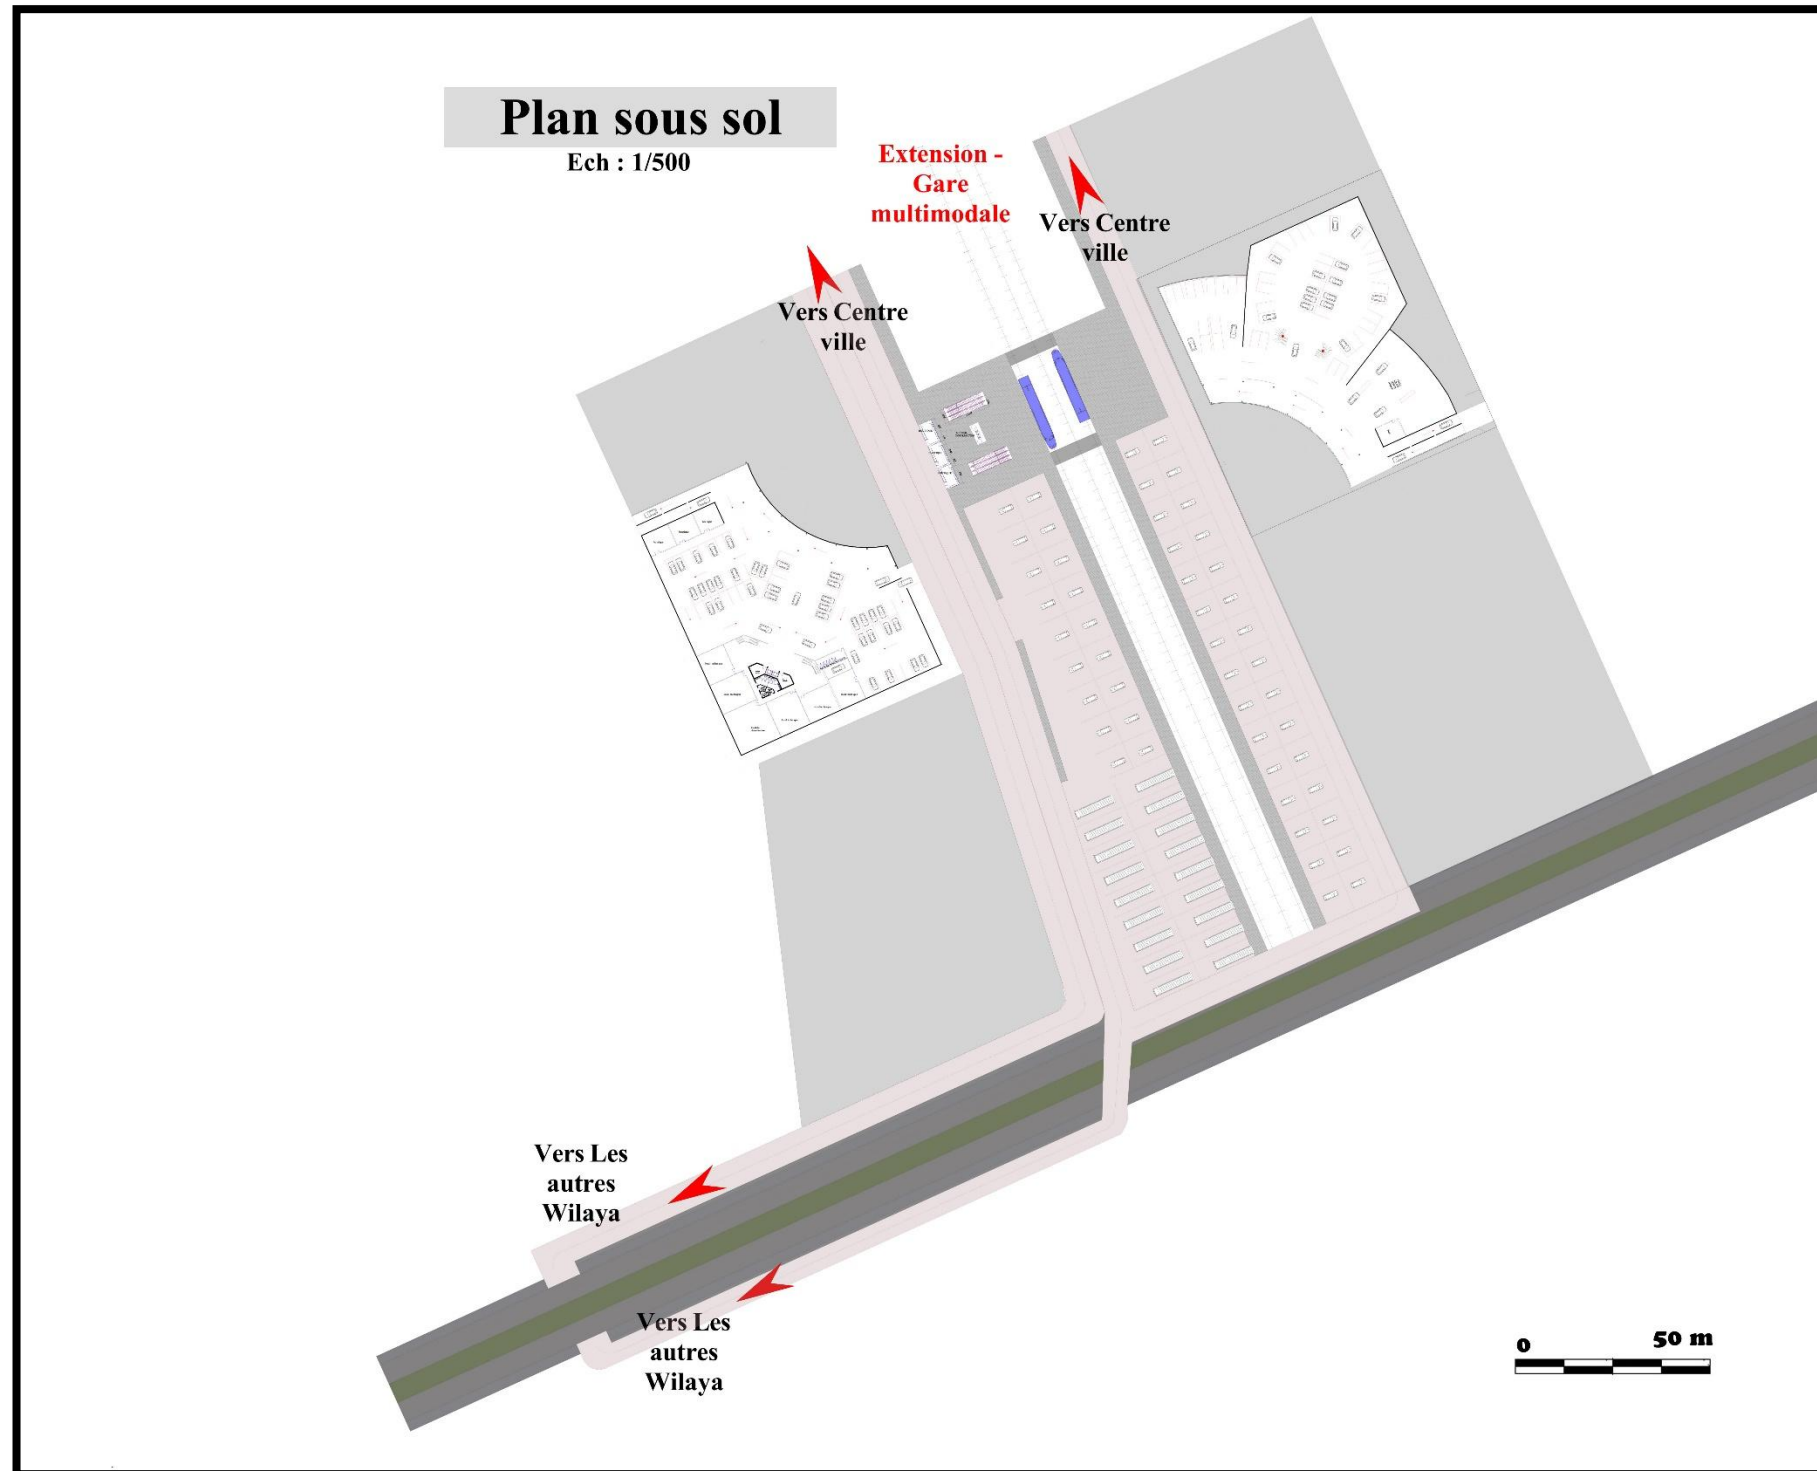 Plan sous sol
Ech : 1/500
Extension -
Gare
multimodale
Vers Centre
ville
Vers Centre
ville
Vers Les
autres
Wilaya
Vers Les
autres
Wilaya
0 50 m